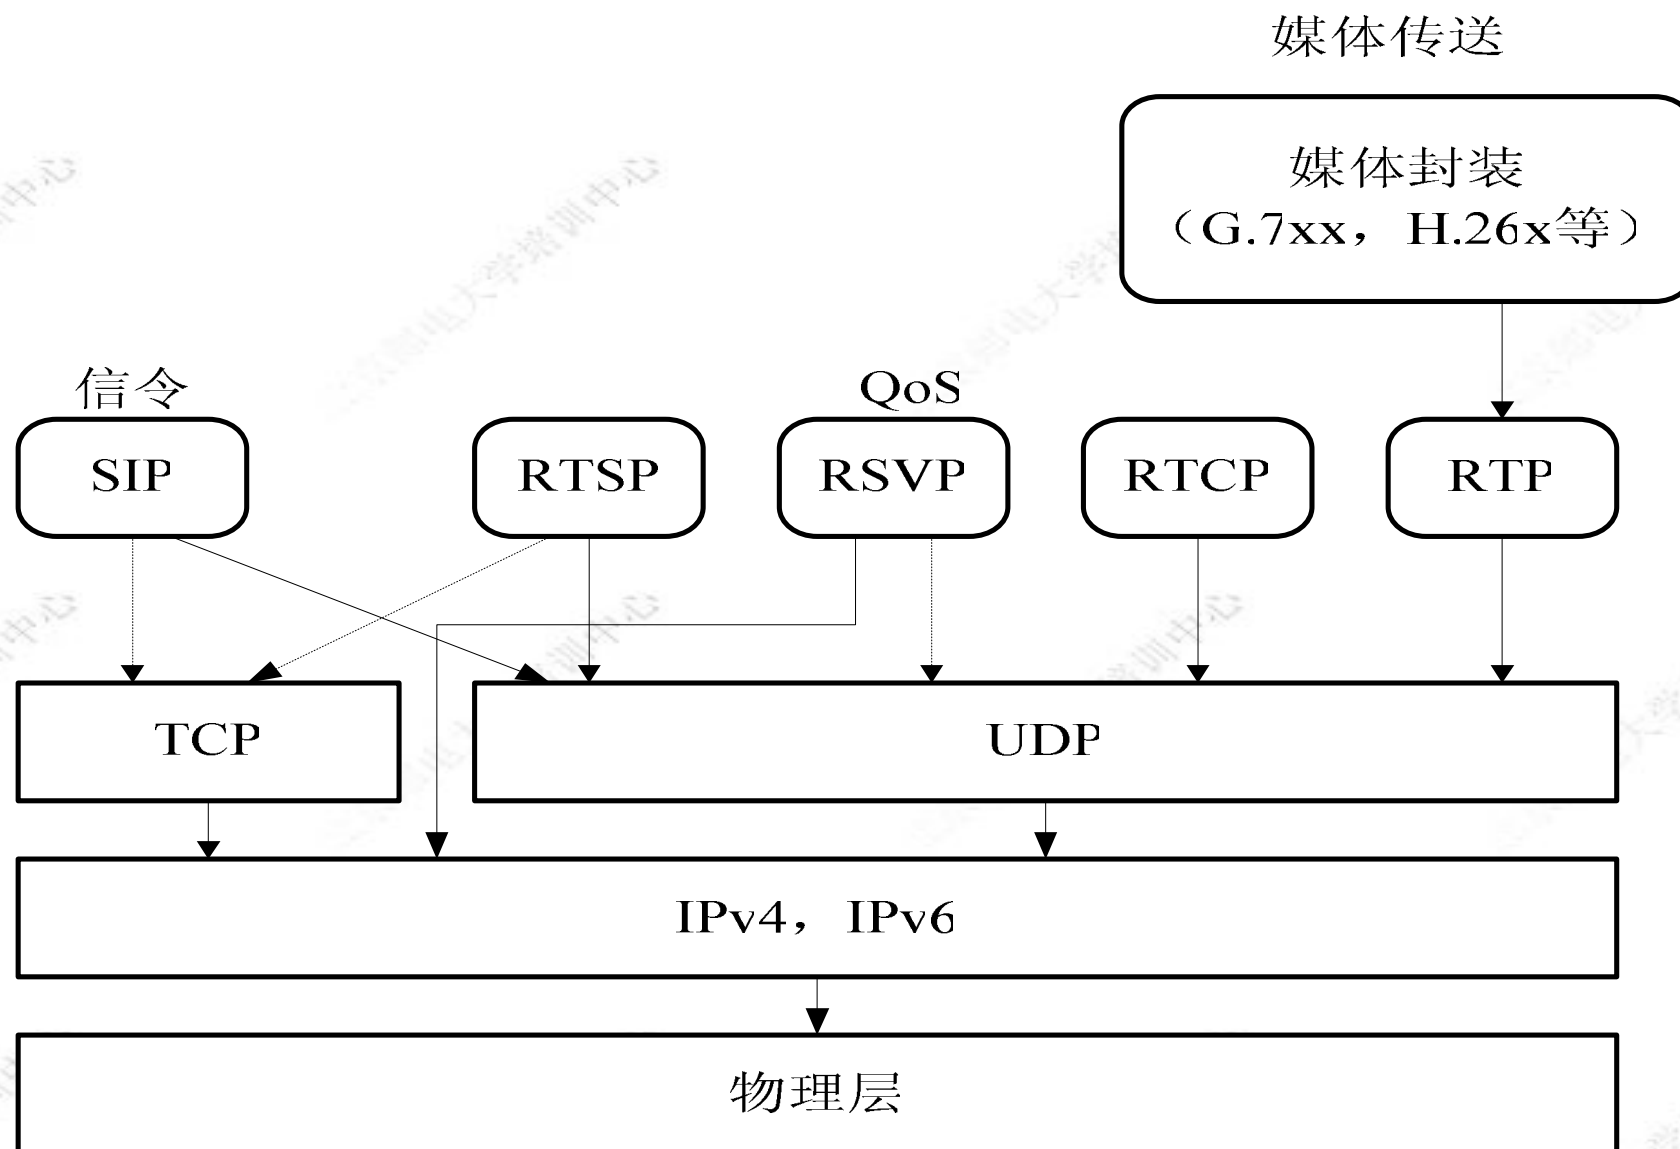 媒体传送
媒体封装
（G.7xx，H.26x等）
信令
QoS
SIP
RTSP
RSVP
RTCP
RTP
TCP
UDP
IPv4，IPv6
物理层